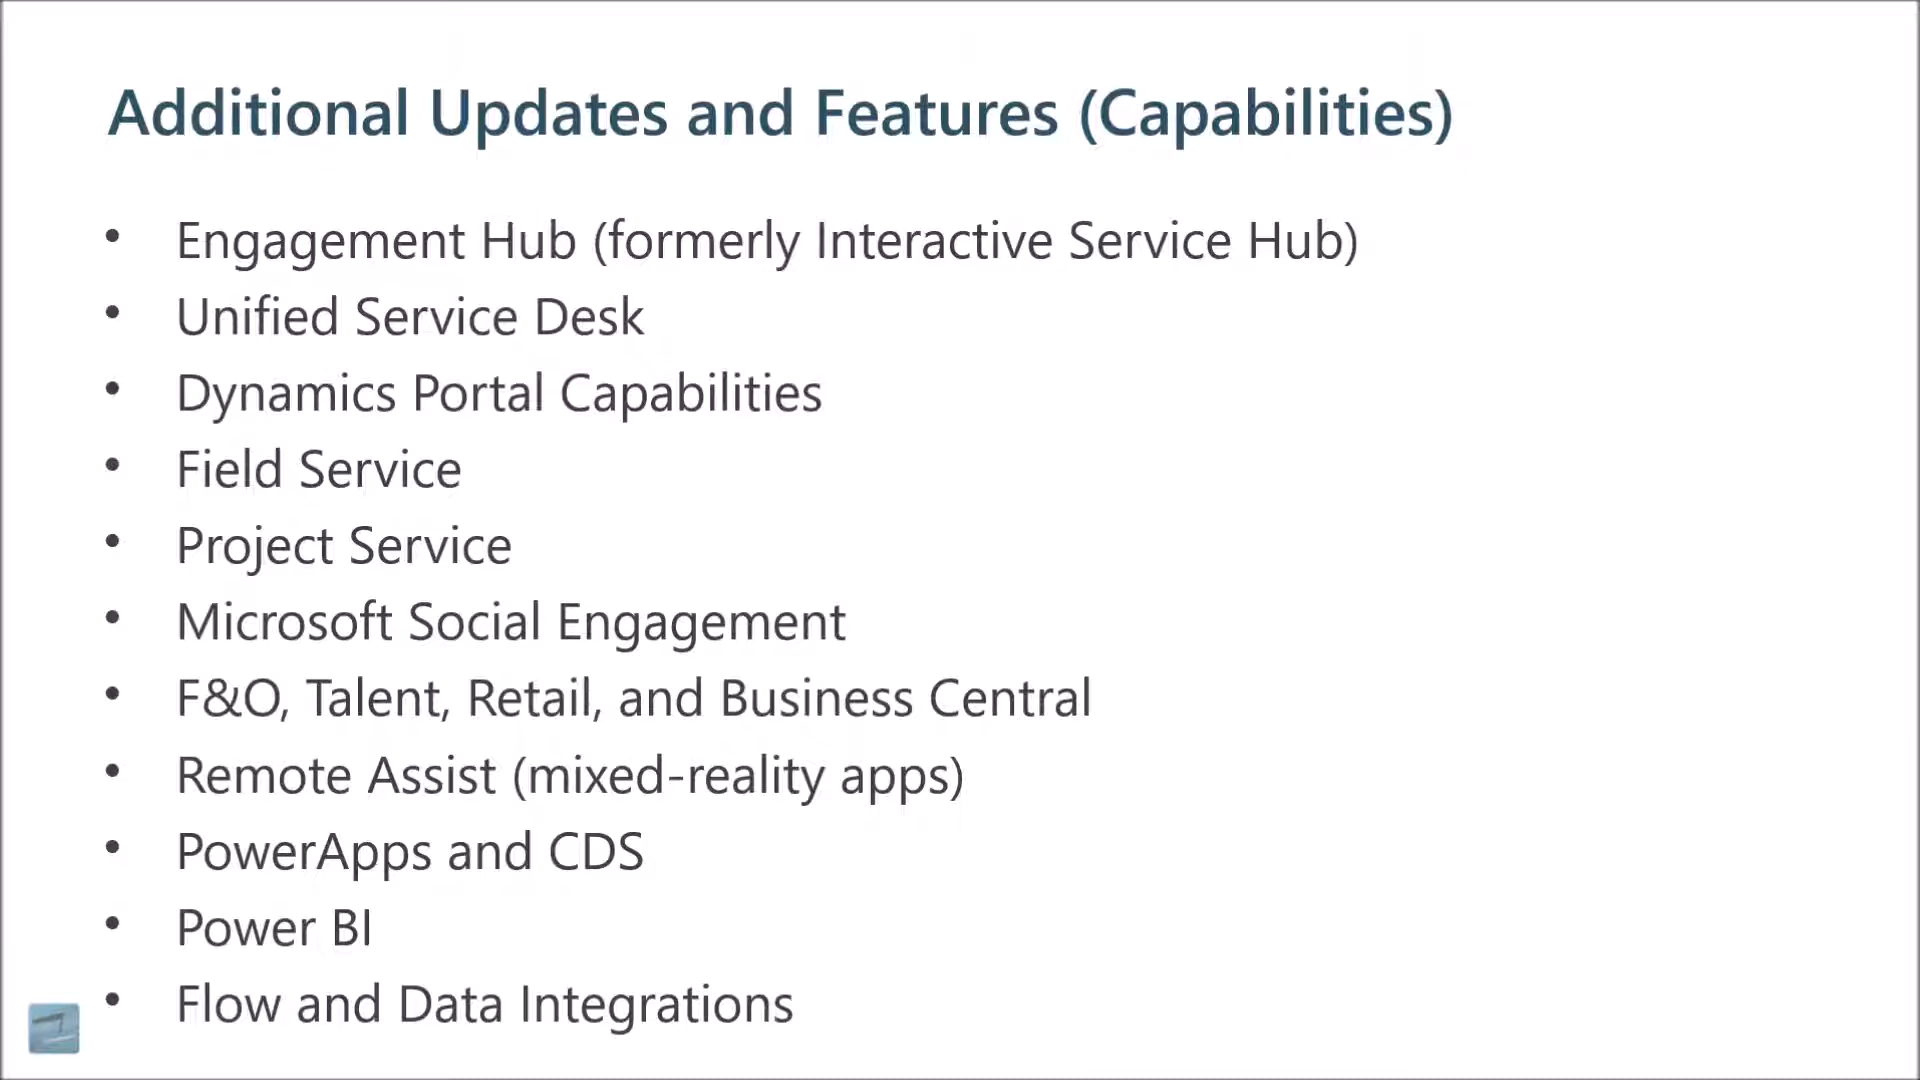 Additional Updates and Features (Capabilities)
• Engagement Hub (formerly Interactive Service Hub)
• Unified Service Desk
• Dynamics Portal Capabilities
• Field Service
• Project Service
• Microsoft Social Engagement
• F&O, Talent, Retail, and Business Central
• Remote Assist (mixed-reality apps)
• PowerApps and CDS
• Power BI
• Flow and Data Integrations